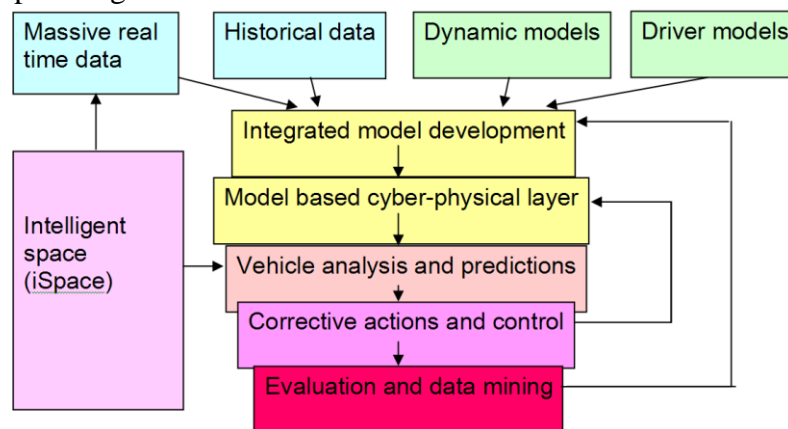 Massive real
time data
Historical data
Dynamic models
Driver models
Integrated model development
Model based cyber-physical layer
Intelligent
space
(iSpace)
Vehicle analysis and predictions
Corrective actions and control
Evaluation and data mining